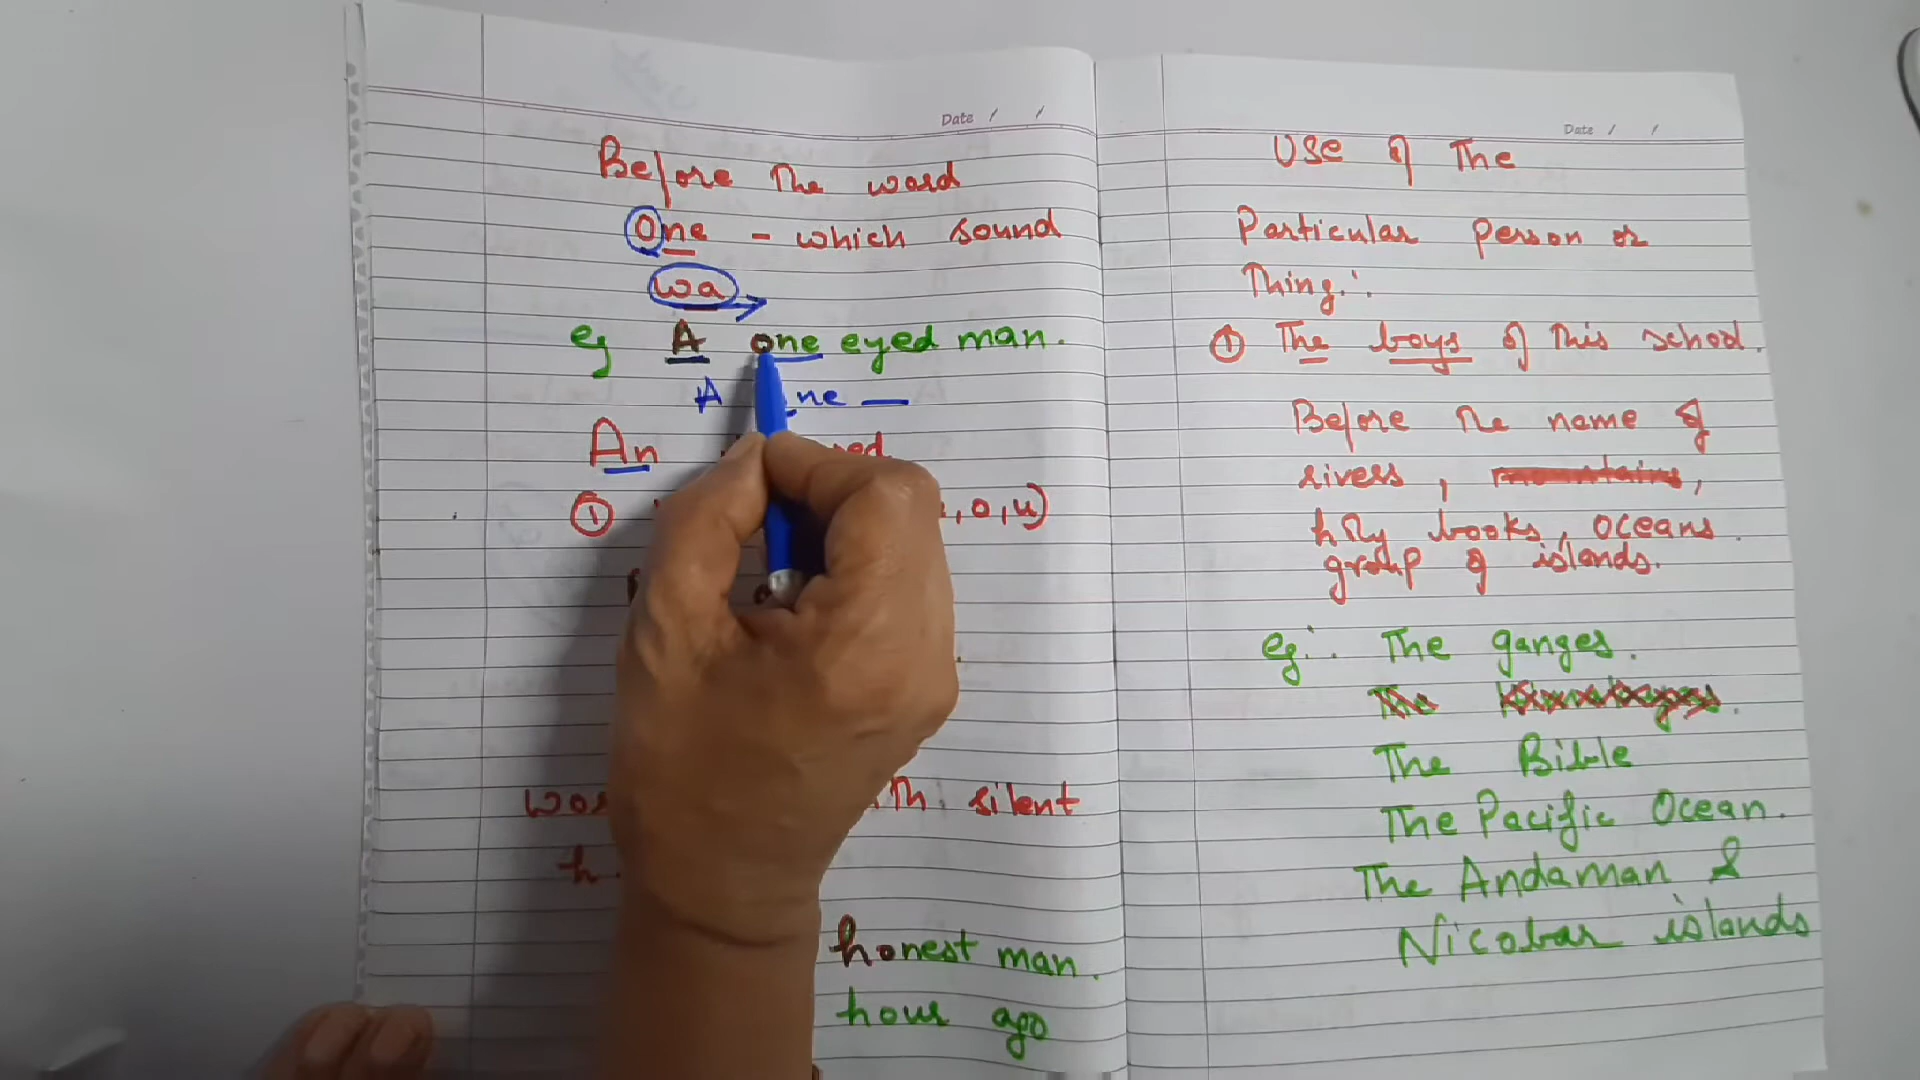 Date / /
Before The word
One - which sound
wa
eg A one eyed man.
A ne —
An
① , o, u)
Th silent
h.
honest man.
hour ago
Date / /
Use of The
Particular person or
Thing:.
① The boys of This school.
Before The name of
rivers, mountains,
holy books, oceans.
group of islands.
eg:. The ganges.
The
The Bible
The Pacific Ocean.
The Andaman &
Nicobar islands